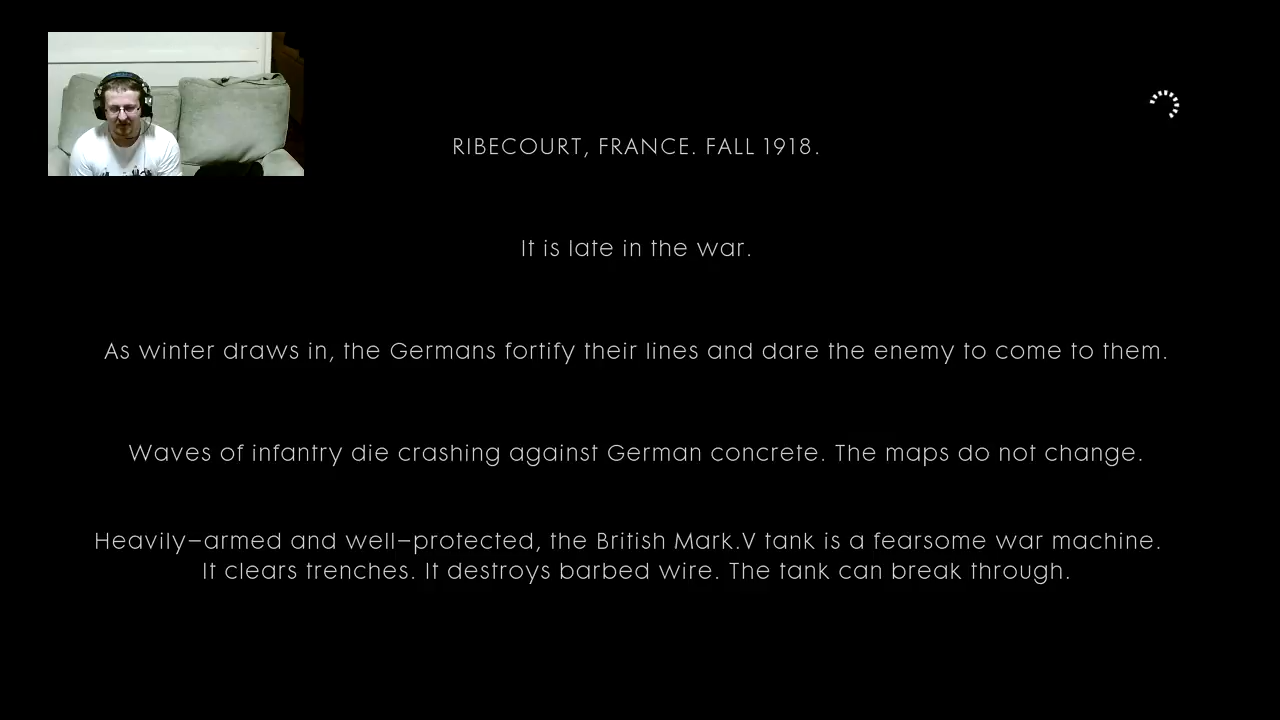 RIBECOURT, FRANCE. FALL 1918.
It is late in the war.
As winter draws in, the Germans fortify their lines and dare the enemy to come to them.
Waves of infantry die crashing against German concrete. The maps do not change.
Heavily-armed and well-protected, the British Mark.V tank is a fearsome war machine.
It clears trenches. It destroys barbed wire. The tank can break through.